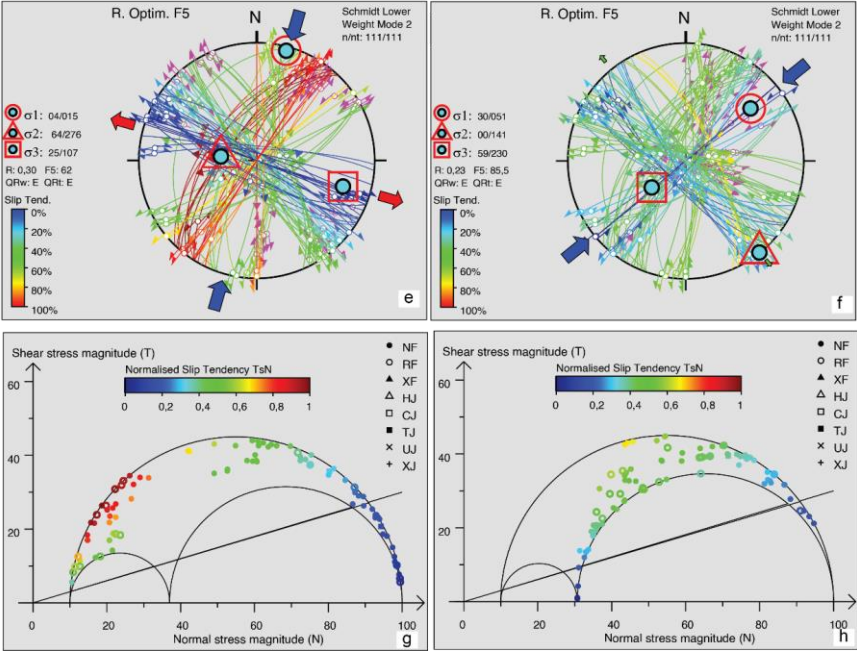 R. Optim. F5
N
Schmidt Lower
Weight Mode 2
n/nt: 111/111
σ1: 04/015
σ2: 64/276
σ3: 25/107
R: 0,30 F5: 62
QRw: E QRt: E
Slip Tend.
0%
20%
40%
60%
80%
100%
e
R. Optim. F5
N
Schmidt Lower
Weight Mode 2
n/nt: 111/111
σ1: 30/051
σ2: 00/141
σ3: 59/230
R: 0,23 F5: 85,5
QRw: E QRt: E
Slip Tend.
0%
20%
40%
60%
80%
100%
f
Shear stress magnitude (T)
Normalised Slip Tendency TsN
0 0,2 0,4 0,6 0,8 1
NF
RF
XF
HJ
CJ
TJ
UJ
XJ
60
40
20
0
0 20 40 60 80 100
Normal stress magnitude (N)
g
Shear stress magnitude (T)
Normalised Slip Tendency TsN
0 0,2 0,4 0,6 0,8 1
NF
RF
XF
HJ
CJ
TJ
UJ
XJ
60
40
20
0
0 20 40 60 80 100
Normal stress magnitude (N)
h